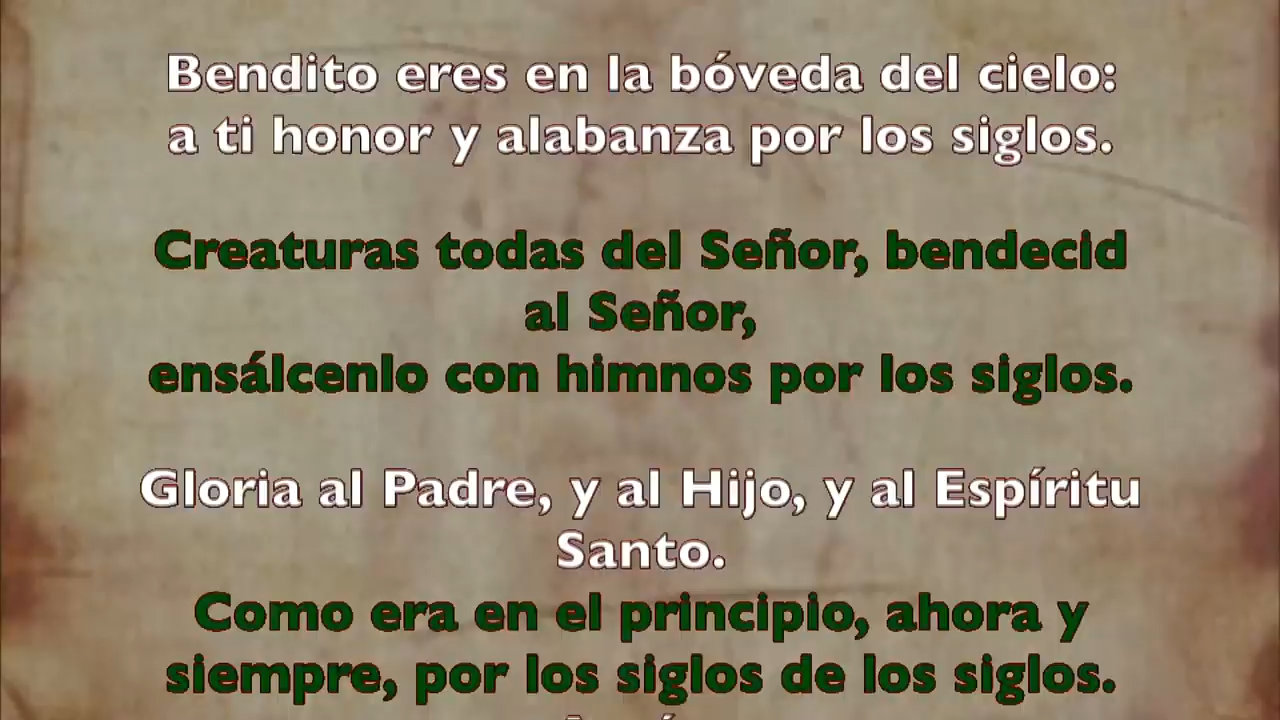 Bendito eres en la bóveda del cielo:
a ti honor y alabanza por los siglos.
Creaturas todas del Señor, bendecid
al Señor,
ensálcenlo con himnos por los siglos.
Gloria al Padre, y al Hijo, y al Espíritu
Santo.
Como era en el principio, ahora y
siempre, por los siglos de los siglos.